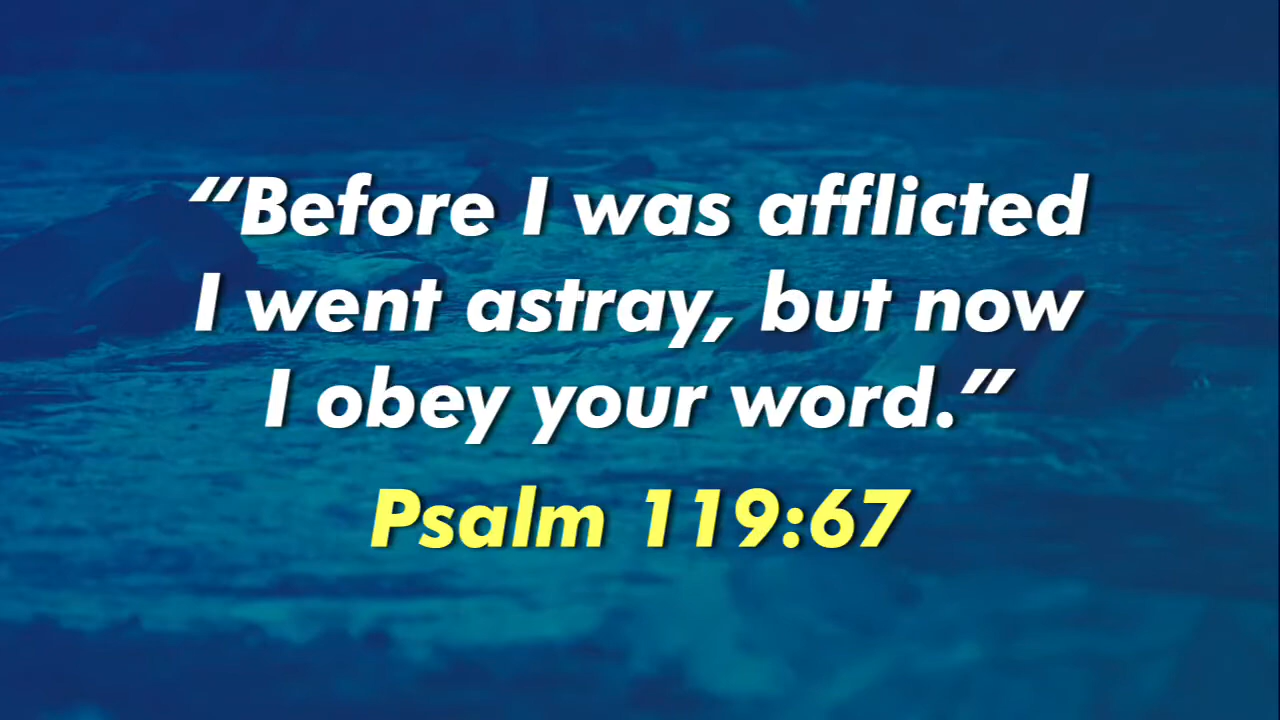 “Before I was afflicted
I went astray, but now
I obey your word.”
Psalm 119:67